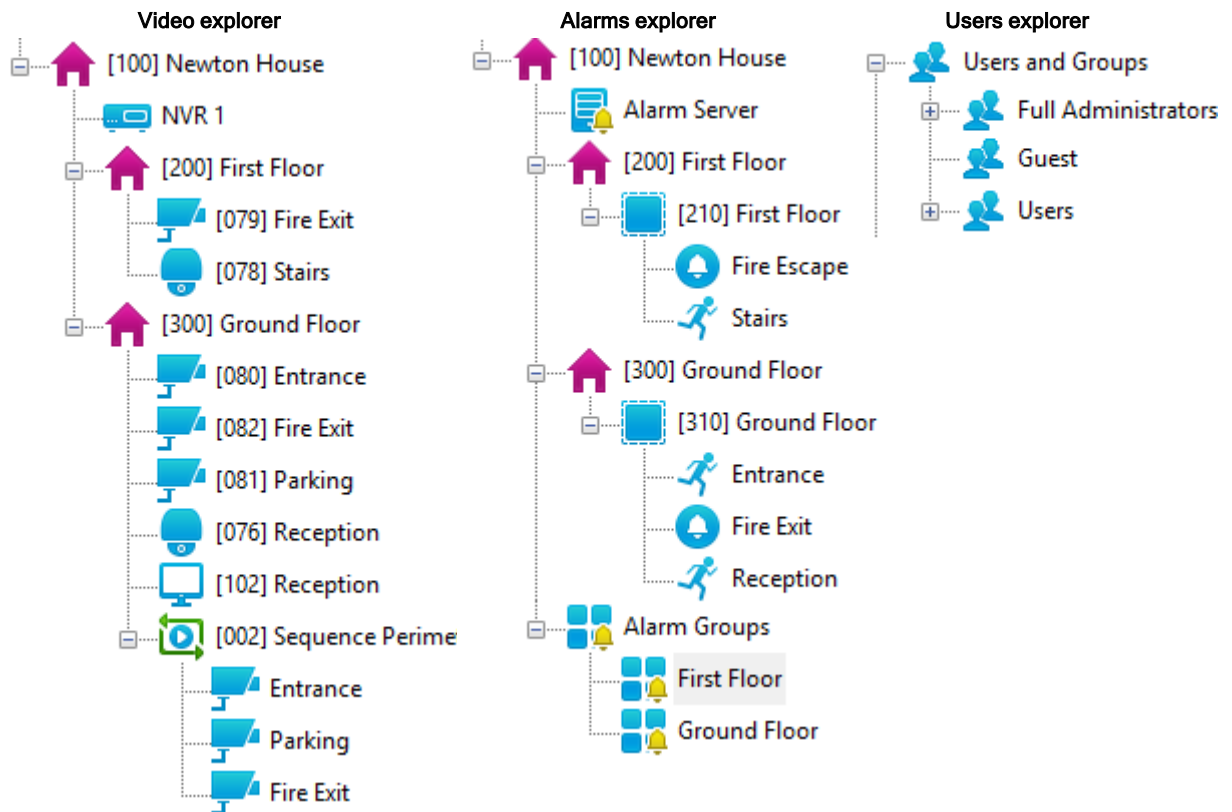 Video explorer
[100] Newton House
NVR 1
[200] First Floor
[079] Fire Exit
[078] Stairs
[300] Ground Floor
[080] Entrance
[082] Fire Exit
[081] Parking
[076] Reception
[102] Reception
[002] Sequence Perime
Entrance
Parking
Fire Exit
Alarms explorer
[100] Newton House
Alarm Server
[200] First Floor
[210] First Floor
Fire Escape
Stairs
[300] Ground Floor
[310] Ground Floor
Entrance
Fire Exit
Reception
Alarm Groups
First Floor
Ground Floor
Users explorer
Users and Groups
Full Administrators
Guest
Users